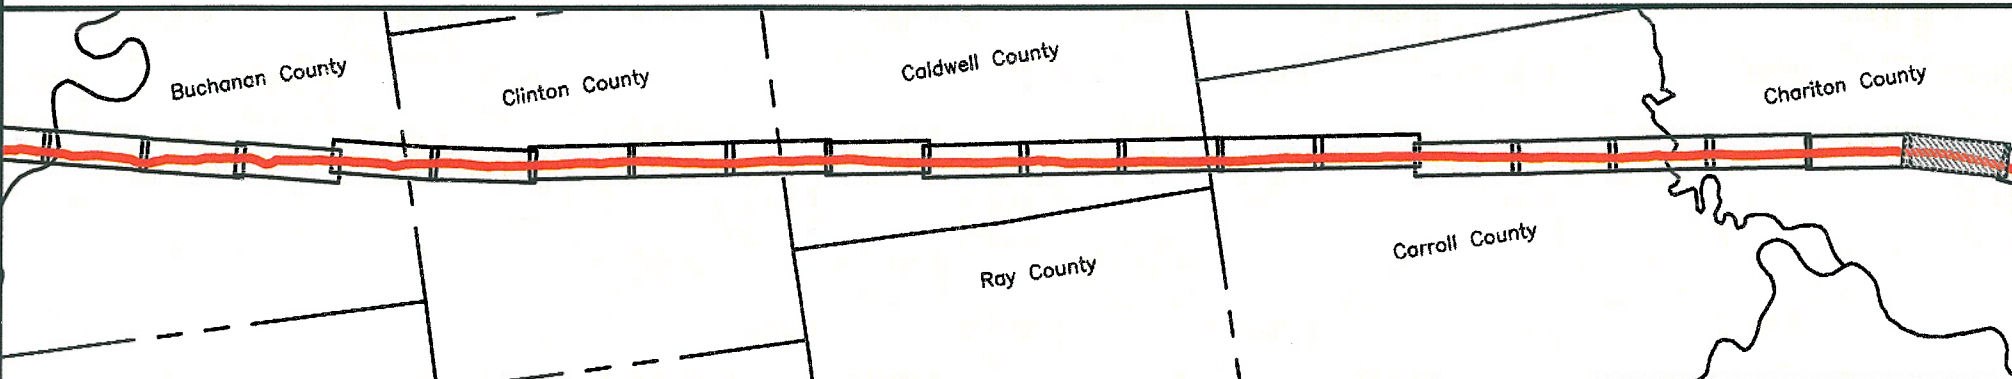 Buchanan County
Clinton County
Caldwell County
Chariton County
Ray County
Carroll County